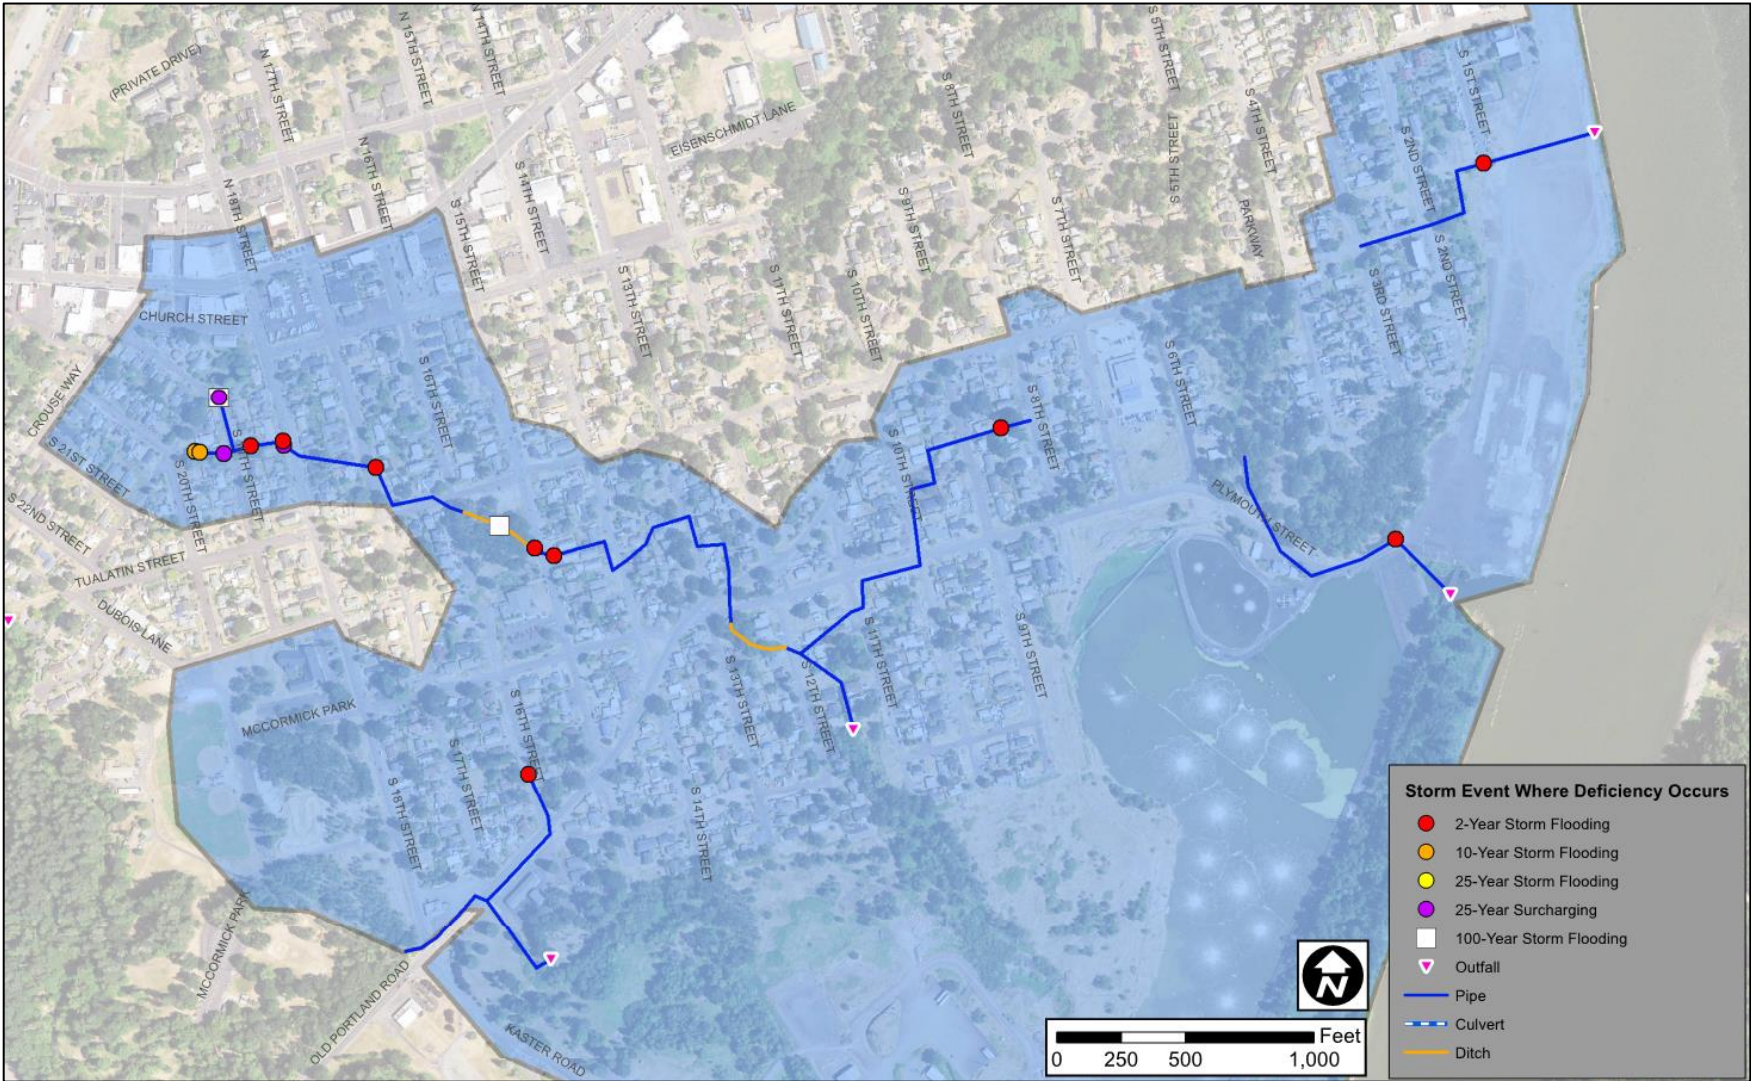 (PRIVATE DRIVE)
N 17TH STREET
N 15TH STREET
N 14TH STREET
N 16TH STREET
N 18TH STREET
EISENSCHMIDT LANE
S 14TH STREET
S 15TH STREET
S 13TH STREET
S 11TH STREET
S 10TH STREET
S 9TH STREET
S 8TH STREET
S 7TH STREET
S 5TH STREET
S 5TH STREET
S 4TH STREET
PARKWAY
S 1ST STREET
S 2ND STREET
S 2ND STREET
S 3RD STREET
CHURCH STREET
CROUSE WAY
S 16TH STREET
S 21ST STREET
S 20TH STREET
S 22ND STREET
TUALATIN STREET
DUBOIS LANE
S 10TH STREET
S 8TH STREET
S 6TH STREET
PLYMOUTH STREET
S 11TH STREET
S 9TH STREET
S 12TH STREET
S 13TH STREET
S 14TH STREET
MCCORMICK PARK
S 16TH STREET
S 17TH STREET
S 18TH STREET
MCCORMICK PARK
OLD PORTLAND ROAD
KASTER ROAD
Storm Event Where Deficiency Occurs
2-Year Storm Flooding
10-Year Storm Flooding
25-Year Storm Flooding
25-Year Surcharging
100-Year Storm Flooding
Outfall
Pipe
Culvert
Ditch
N
Feet
0 250 500 1,000